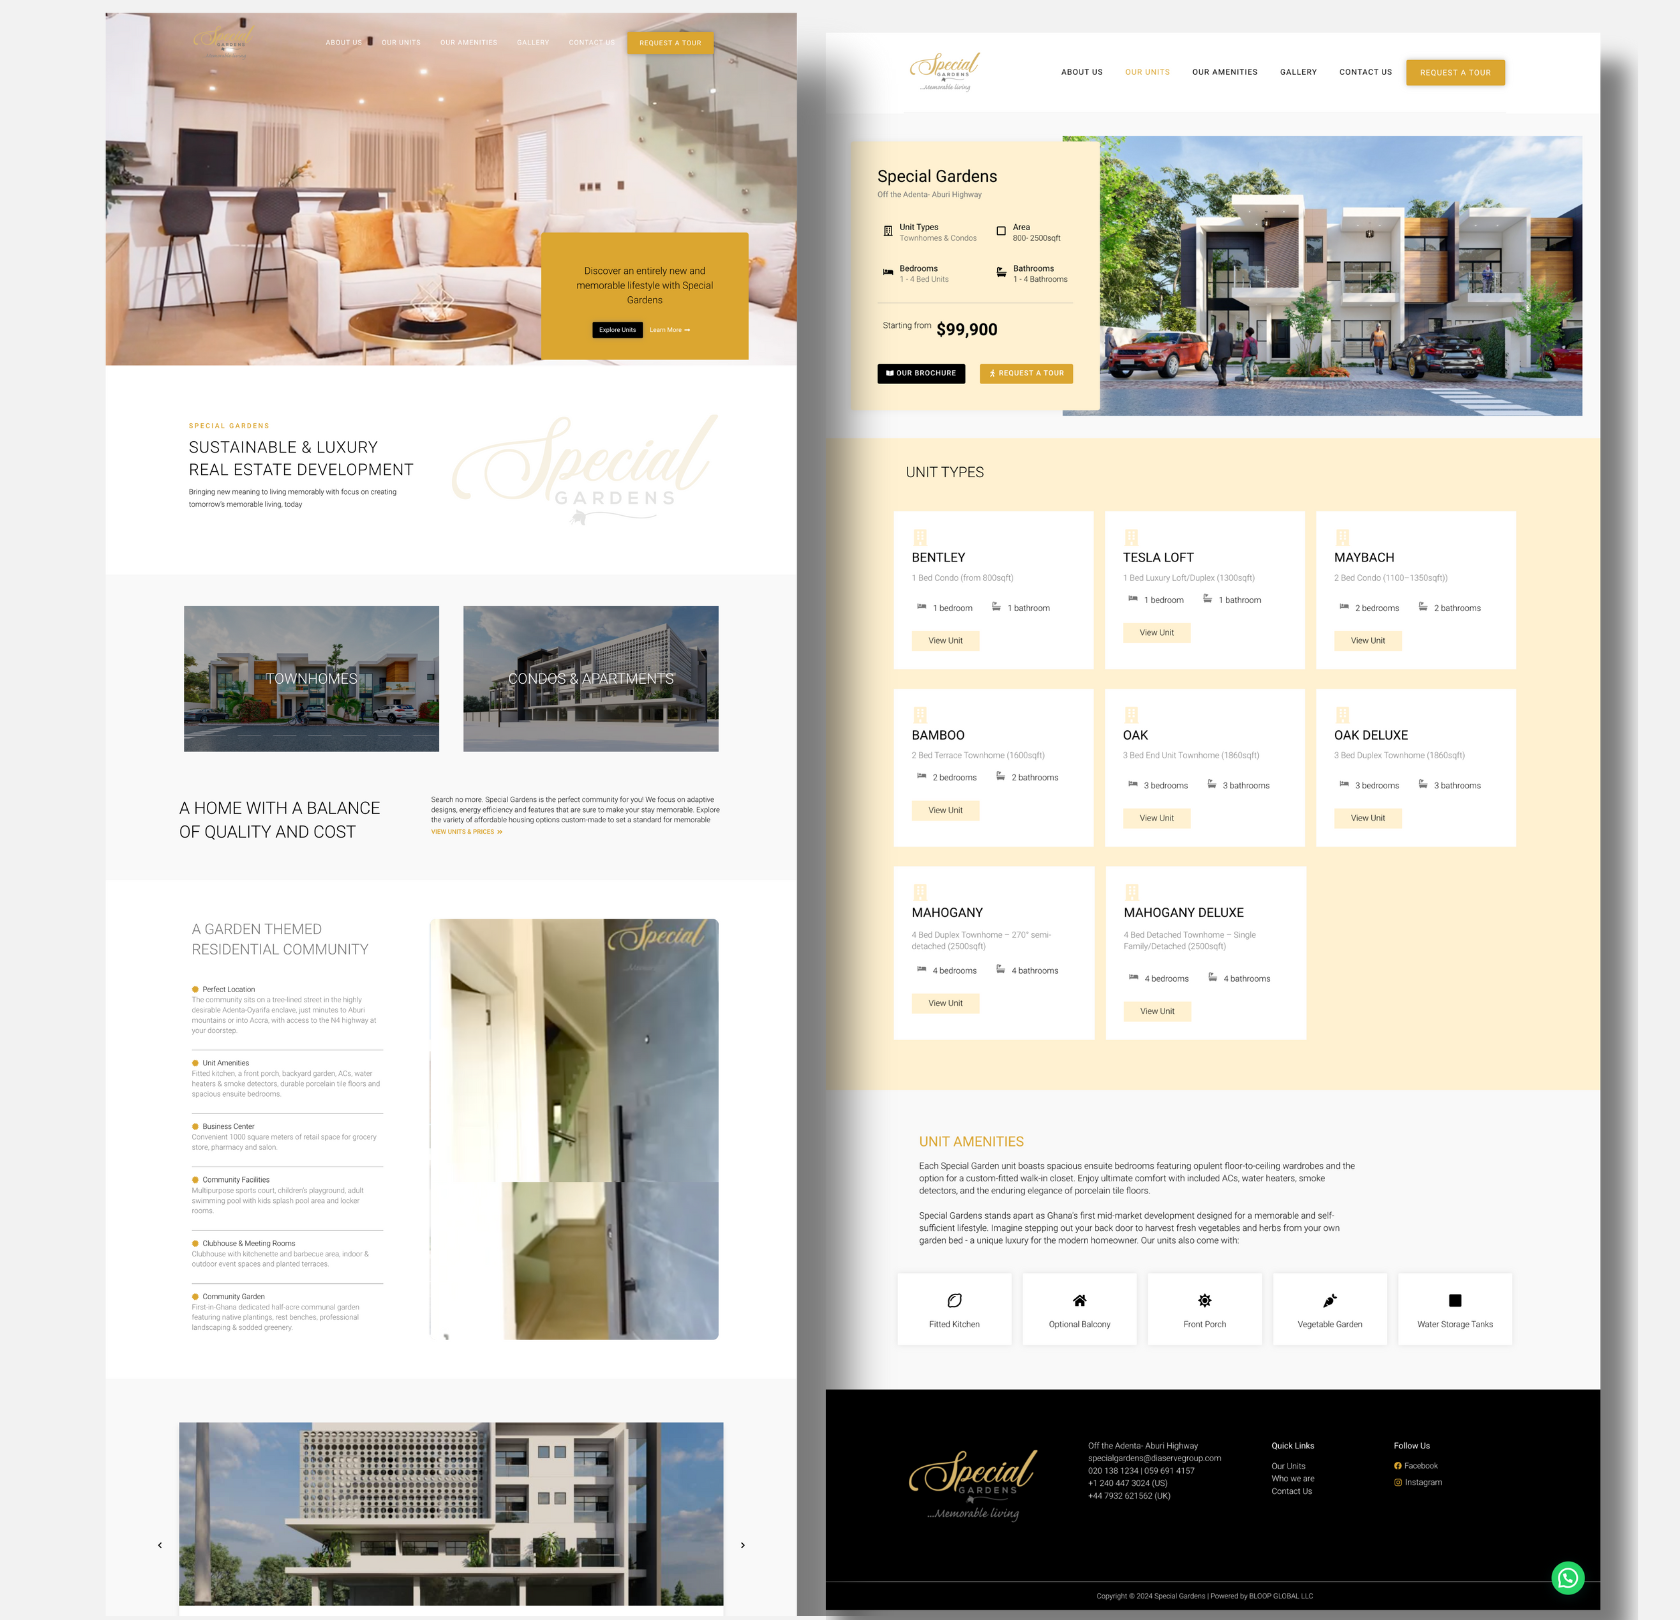 Special
ABOUT US
OUR UNITS
OUR AMENITIES
GALLERY
CONTACT US
REQUEST A TOUR
Discover an entirely new and
memorable lifestyle with Special
Gardens
Explore Units
Learn More
SPECIAL GARDENS
SUSTAINABLE & LUXURY
REAL ESTATE DEVELOPMENT
Bringing new meaning to living memorably with focus on creating
tomorrow's memorable living, today
Special
GARDENS
TOWNHOMES
CONDOS & APARTMENTS
A HOME WITH A BALANCE
OF QUALITY AND COST
Search no more. Special Gardens is the perfect community for you! We focus on adaptive
designs, energy efficiency and features that are sure to make your stay memorable. Explore
the variety of affordable housing options custom-made to set a standard for memorable
VIEW UNITS & PRICES
A GARDEN THEMED
RESIDENTIAL COMMUNITY
Perfect Location
The community sits on a tree-lined street in the highly
desirable Adenta-Oyarifa enclave, just minutes to Aburi
mountains or into Accra, with access to the N4 highway at
your doorstep.
Unit Amenities
Fitted kitchen, a front porch, backyard garden, ACs, water
heaters & smoke detectors, durable porcelain tile floors and
spacious ensuite bedrooms.
Business Center
Convenient 1000 square meters of retail space for grocery
store, pharmacy and salon.
Community Facilities
Multipurpose sports court, children's playground, adult
swimming pool with kids splash pool area and locker
rooms.
Clubhouse & Meeting Rooms
Clubhouse with kitchenette and barbecue area, indoor &
outdoor event spaces and planted terraces.
Community Garden
First-in-Ghana dedicated half-acre communal garden
featuring native plantings, rest benches, professional
landscaping & sodded greenery.
Special
Special
GARDENS
...Memorable living
ABOUT US
OUR UNITS
OUR AMENITIES
GALLERY
CONTACT US
REQUEST A TOUR
Special Gardens
Off the Adenta- Aburi Highway
Unit Types
Townhomes & Condos
Area
800- 2500sqft
Bedrooms
1 - 4 Bed Units
Bathrooms
1 - 4 Bathrooms
Starting from $99,900
OUR BROCHURE
REQUEST A TOUR
UNIT TYPES
BENTLEY
1 Bed Condo (from 800sqft)
1 bedroom
1 bathroom
View Unit
TESLA LOFT
1 Bed Luxury Loft/Duplex (1300sqft)
1 bedroom
1 bathroom
View Unit
MAYBACH
2 Bed Condo (1100–1350sqft))
2 bedrooms
2 bathrooms
View Unit
BAMBOO
2 Bed Terrace Townhome (1600sqft)
2 bedrooms
2 bathrooms
View Unit
OAK
3 Bed End Unit Townhome (1860sqft)
3 bedrooms
3 bathrooms
View Unit
OAK DELUXE
3 Bed Duplex Townhome (1860sqft)
3 bedrooms
3 bathrooms
View Unit
MAHOGANY
4 Bed Duplex Townhome – 270° semi-
detached (2500sqft)
4 bedrooms
4 bathrooms
View Unit
MAHOGANY DELUXE
4 Bed Detached Townhome – Single
Family/Detached (2500sqft)
4 bedrooms
4 bathrooms
View Unit
UNIT AMENITIES
Each Special Garden unit boasts spacious ensuite bedrooms featuring opulent floor-to-ceiling wardrobes and the
option for a custom-fitted walk-in closet. Enjoy ultimate comfort with included ACs, water heaters, smoke
detectors, and the enduring elegance of porcelain tile floors.
Special Gardens stands apart as Ghana's first mid-market development designed for a memorable and self-
sufficient lifestyle. Imagine stepping out your back door to harvest fresh vegetables and herbs from your own
garden bed - a unique luxury for the modern homeowner. Our units also come with:
Fitted Kitchen
Optional Balcony
Front Porch
Vegetable Garden
Water Storage Tanks
Special
GARDENS
...Memorable living
Off the Adenta- Aburi Highway
specialgardens@diaservegroup.com
020 138 1234 | 059 691 4157
+1 240 447 3024 (US)
+44 7932 621562 (UK)
Quick Links
Our Units
Who we are
Contact Us
Follow Us
Facebook
Instagram
Copyright © 2024 Special Gardens | Powered by BLOOP GLOBAL LLC